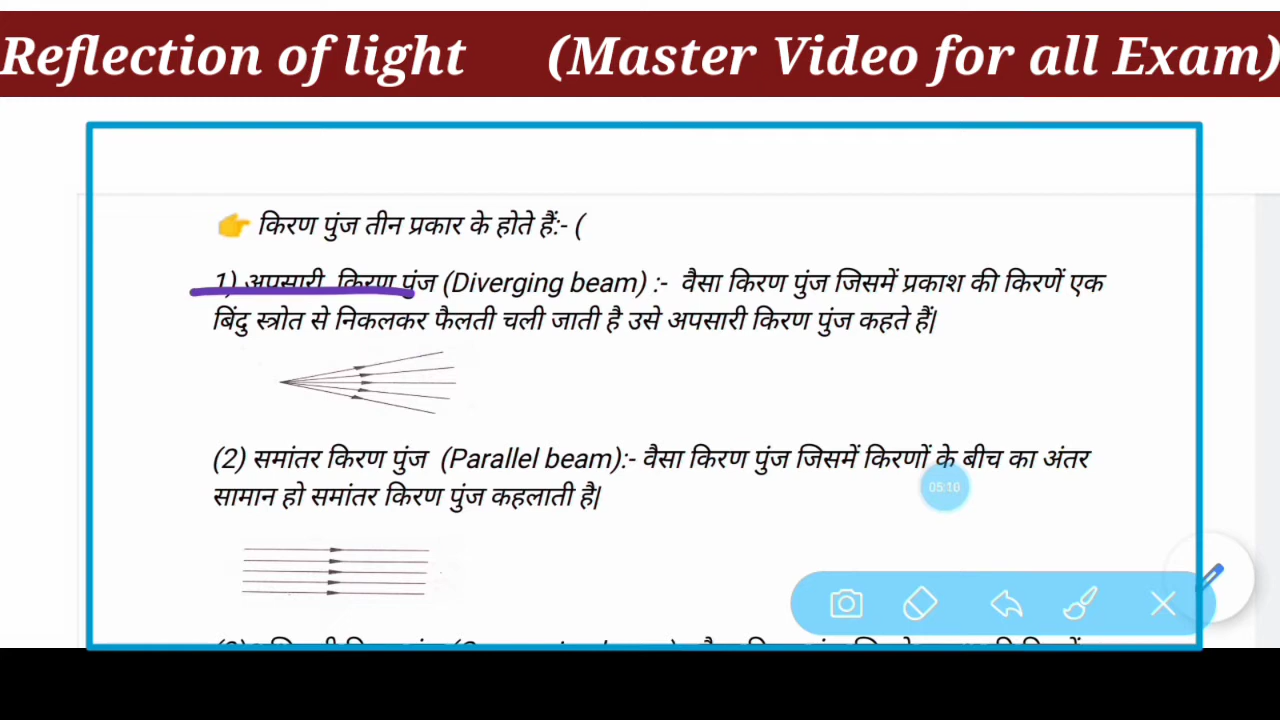 Reflection of light (Master Video for all Exam)
👉 किरण पुंज तीन प्रकार के होते हैं:- (
1) अपसारी किरण पुंज (Diverging beam) :- वैसा किरण पुंज जिसमें प्रकाश की किरणें एक
बिंदु स्त्रोत से निकलकर फैलती चली जाती है उसे अपसारी किरण पुंज कहते हैं|
(2) समांतर किरण पुंज (Parallel beam):- वैसा किरण पुंज जिसमें किरणों के बीच का अंतर
सामान हो समांतर किरण पुंज कहलाती है|
05:16